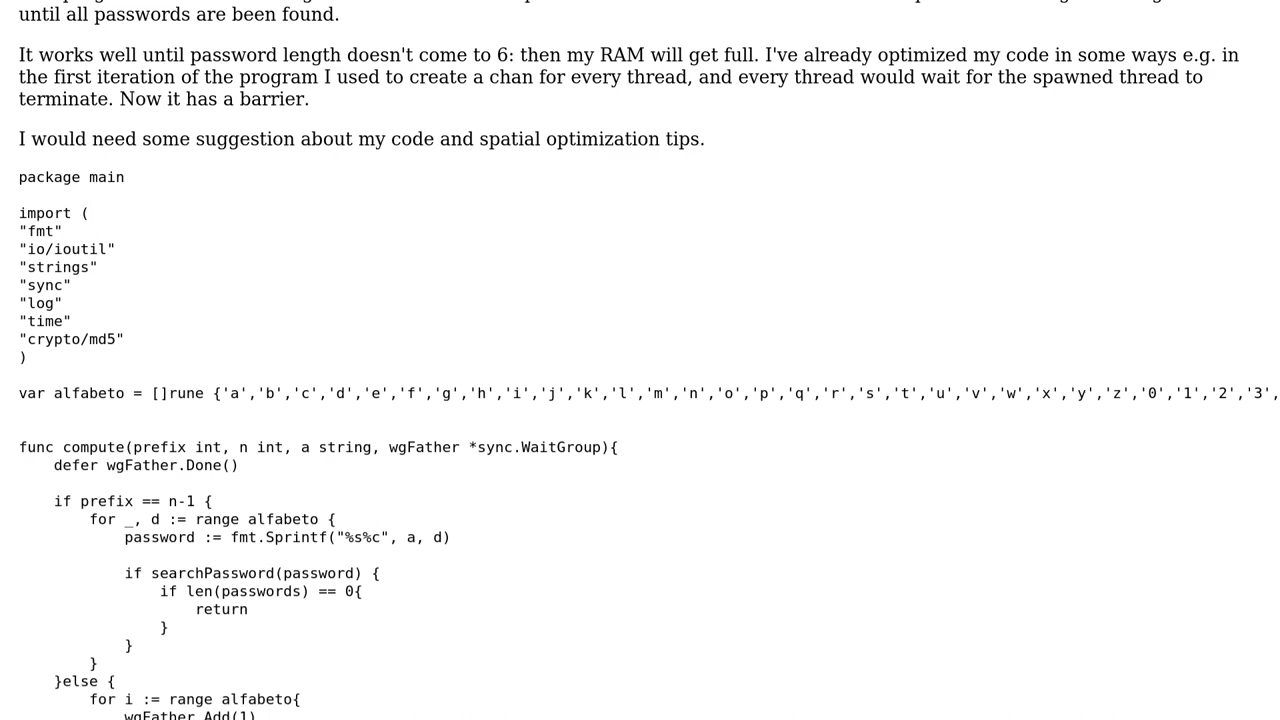 until all passwords are been found.
It works well until password length doesn't come to 6: then my RAM will get full. I've already optimized my code in some ways e.g. in
the first iteration of the program I used to create a chan for every thread, and every thread would wait for the spawned thread to
terminate. Now it has a barrier.
I would need some suggestion about my code and spatial optimization tips.
package main
import (
"fmt"
"io/ioutil"
"strings"
"sync"
"log"
"time"
"crypto/md5"
)
var alfabeto = []rune {'a','b','c','d','e','f','g','h','i','j','k','l','m','n','o','p','q','r','s','t','u','v','w','x','y','z','0','1','2','3',
func compute(prefix int, n int, a string, wgFather *sync.WaitGroup){
    defer wgFather.Done()
    if prefix == n-1 {
        for _, d := range alfabeto {
            password := fmt.Sprintf("%s%c", a, d)
            if searchPassword(password) {
                if len(passwords) == 0{
                    return
                }
            }
        }
    }else {
        for i := range alfabeto{
            wgFather.Add(1)